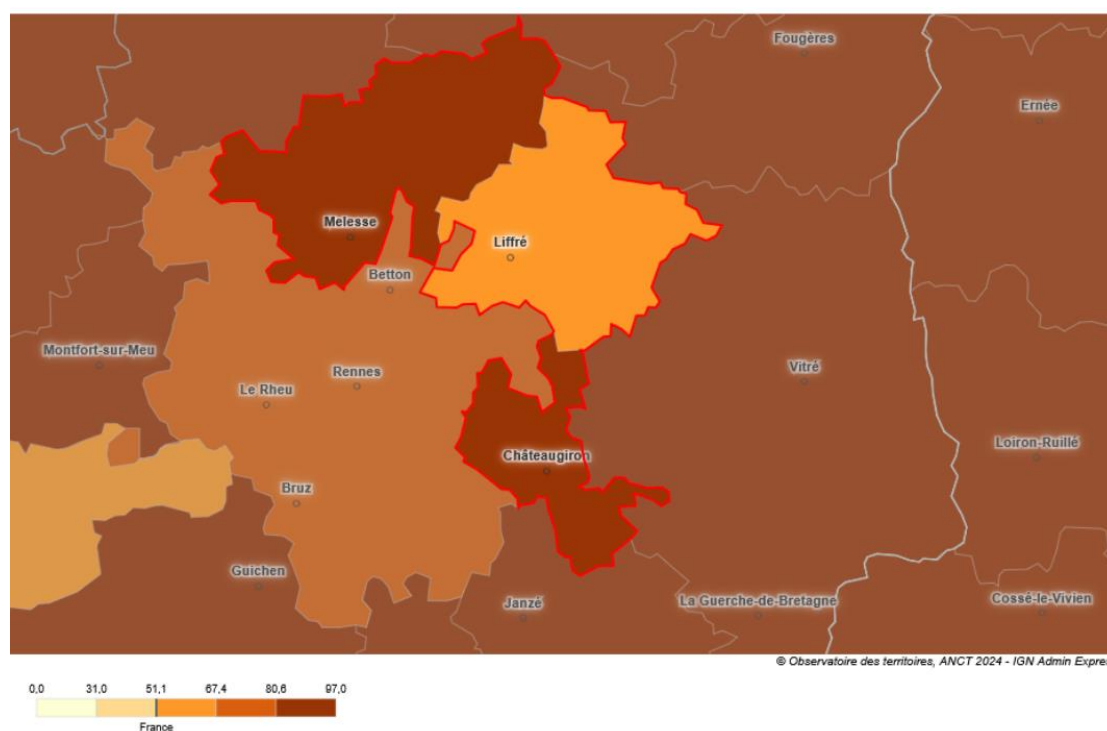 Fougères
Ernée
Melesse
Liffré
Betton
Montfort-sur-Meu
Vitré
Rennes
Le Rheu
Loiron-Ruillé
Châteaugiron
Bruz
Guichen
Janzé
La Guerche-de-Bretagne
Cossé-le-Vivien
© Observatoire des territoires, ANCT 2024 - IGN Admin Expre
0,0 31,0 51,1 67,4 80,6 97,0
France